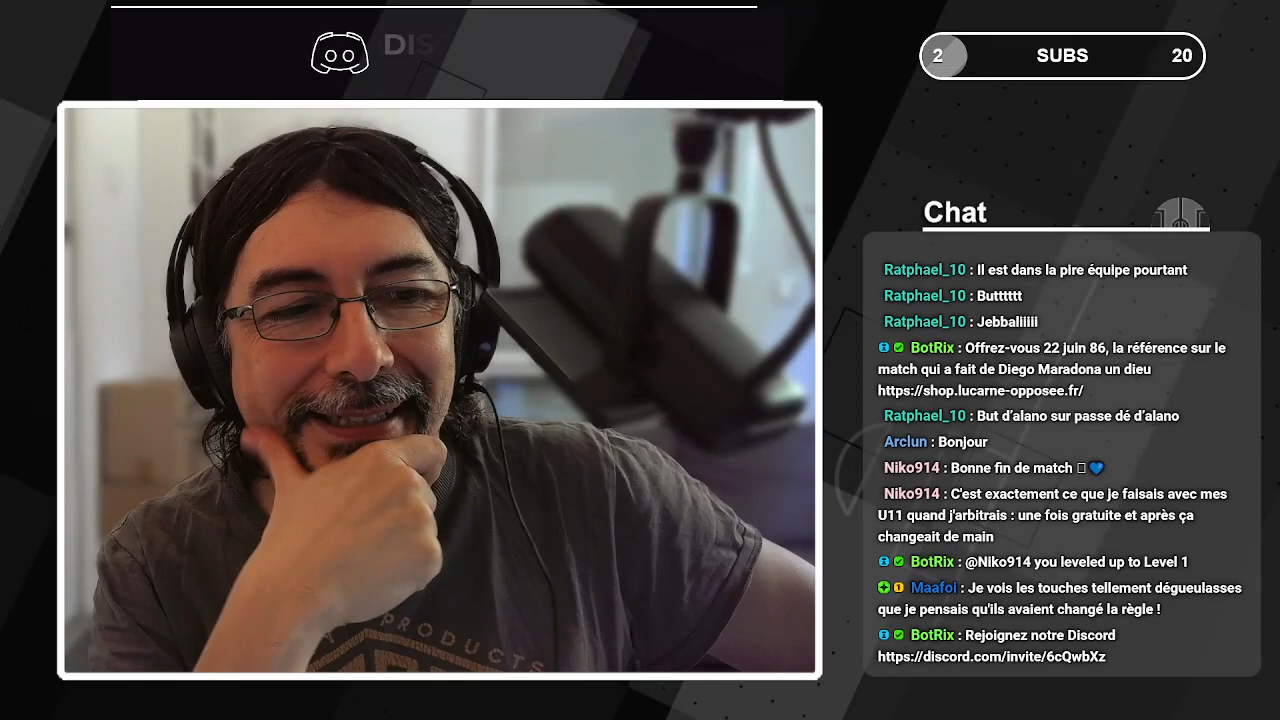 DIS
2 SUBS 20
Chat
Ratphael_10 : Il est dans la pire équipe pourtant
Ratphael_10 : Butttttt
Ratphael_10 : Jebbaliiiiii
BotRix : Offrez-vous 22 juin 86, la référence sur le
match qui a fait de Diego Maradona un dieu
https://shop.lucarne-opposee.fr/
Ratphael_10 : But d’alano sur passe dé d’alano
Arclun : Bonjour
Niko914 : Bonne fin de match 💙
Niko914 : C'est exactement ce que je faisais avec mes
U11 quand j'arbitrais : une fois gratuite et après ça
changeait de main
BotRix : @Niko914 you leveled up to Level 1
1 Maafoi : Je vois les touches tellement dégueulasses
que je pensais qu'ils avaient changé la règle !
BotRix : Rejoignez notre Discord
https://discord.com/invite/6cQwbXz
PRODUCTS